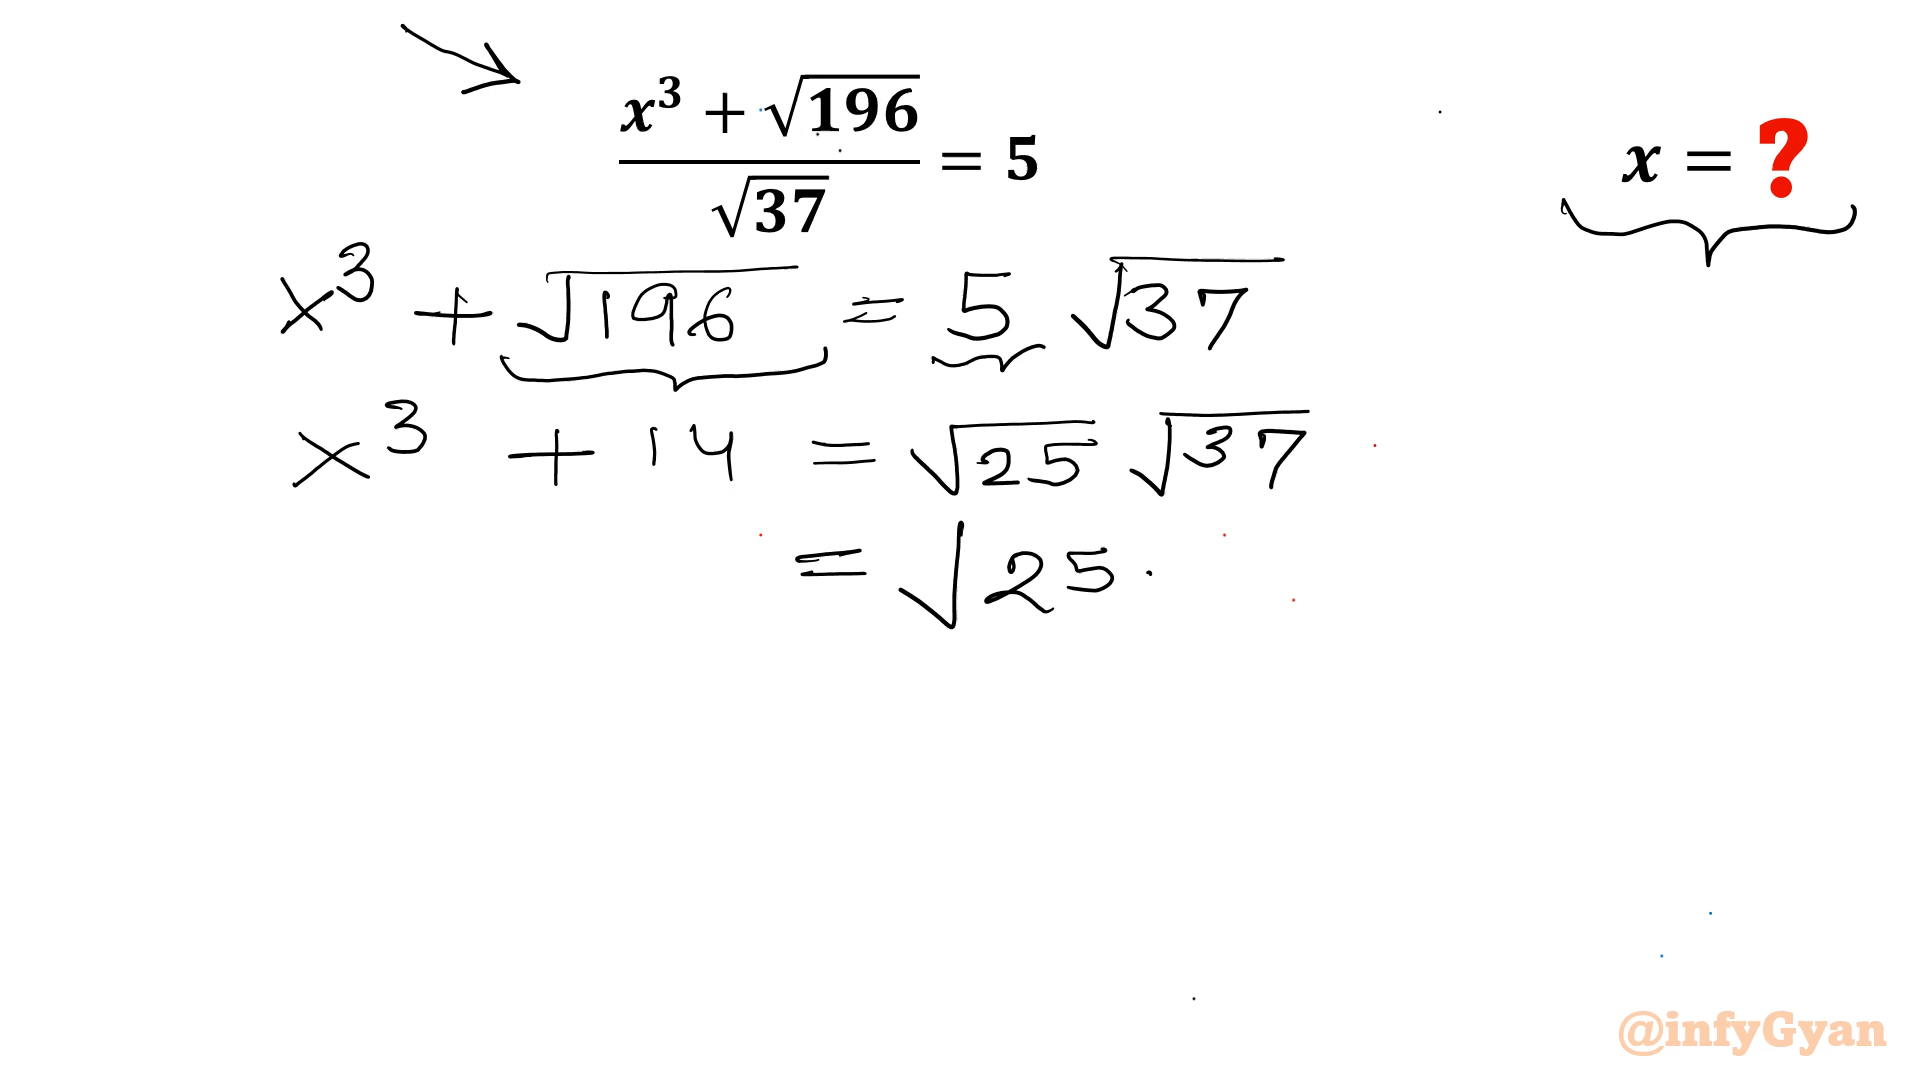 (x³ + √196)/√37 = 5
x = ?
x³ + √196 = 5 √37
x³ + 14 = √25 √37
= √25 ·
@infyGyan